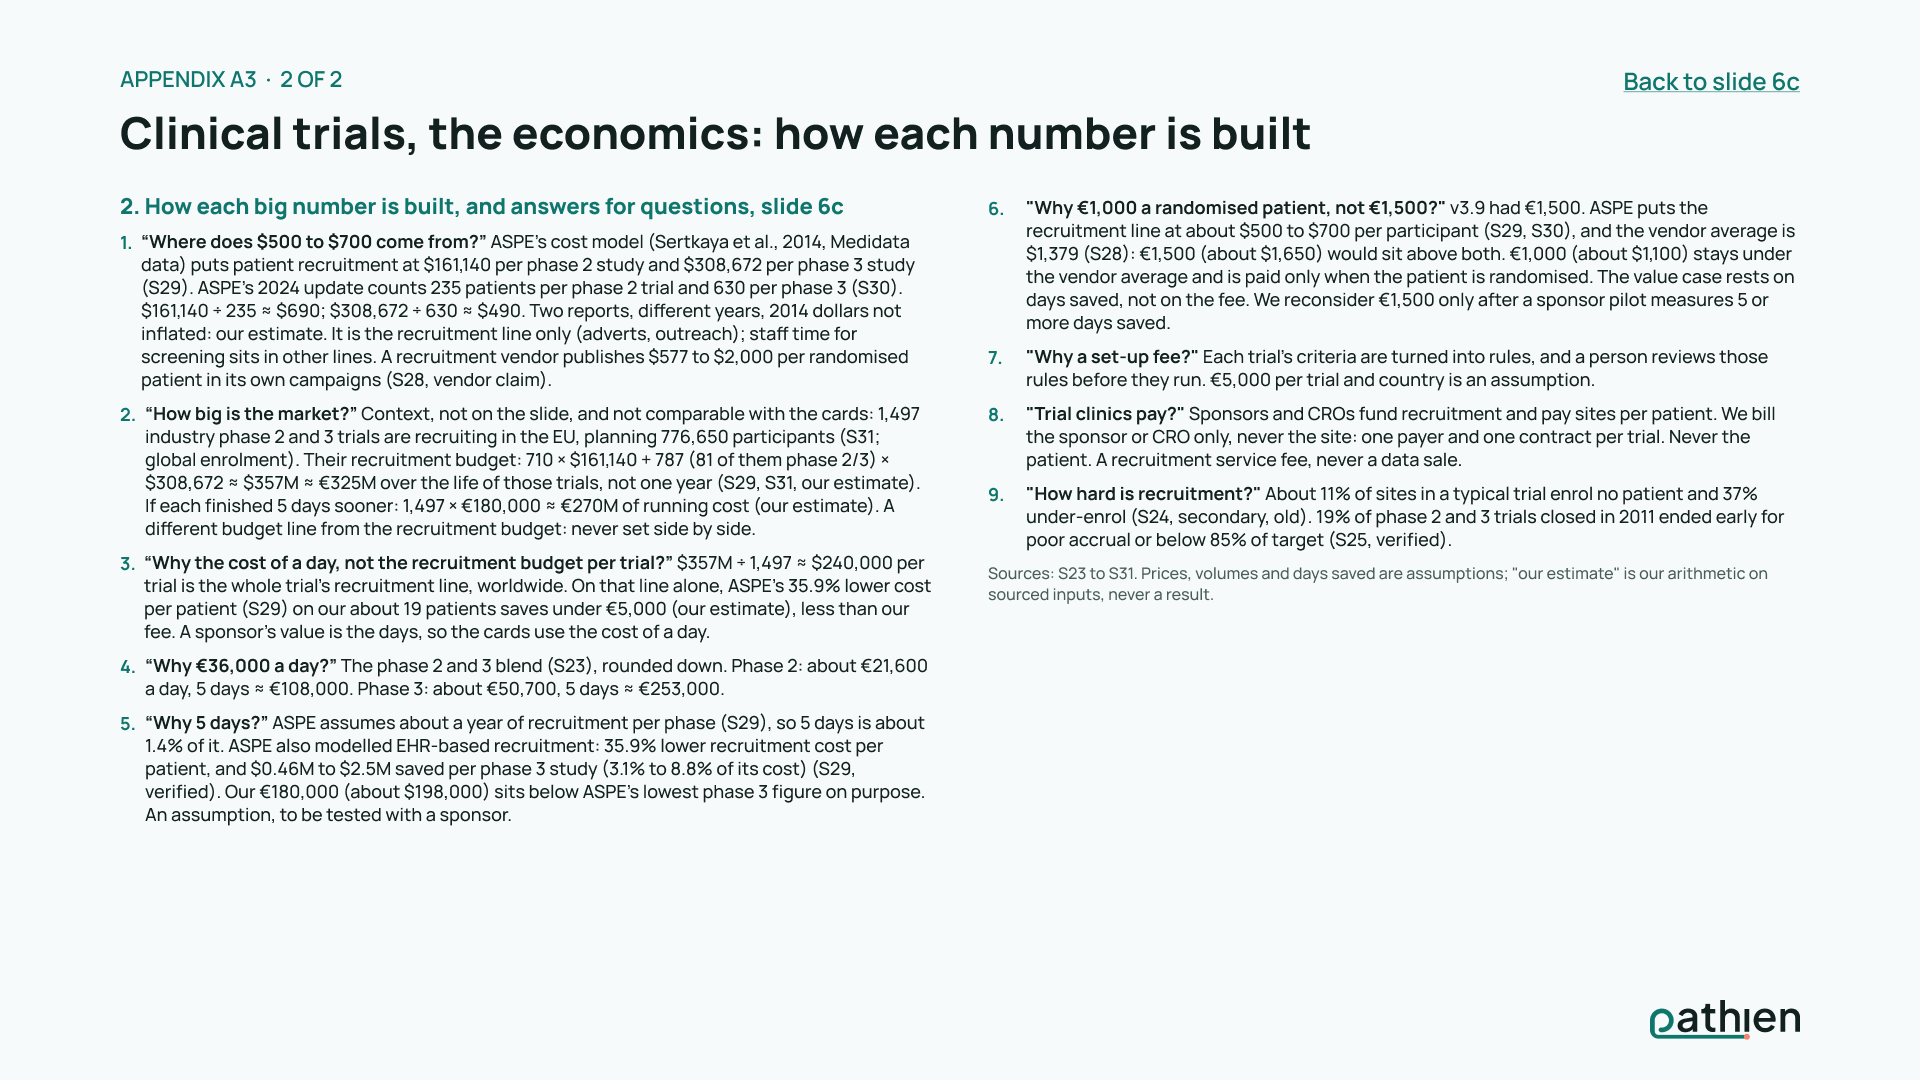 APPENDIX A3 · 2 OF 2
Back to slide 6c
Clinical trials, the economics: how each number is built
2. How each big number is built, and answers for questions, slide 6c
1. “Where does $500 to $700 come from?” ASPE’s cost model (Sertkaya et al., 2014, Medidata
data) puts patient recruitment at $161,140 per phase 2 study and $308,672 per phase 3 study
(S29). ASPE’s 2024 update counts 235 patients per phase 2 trial and 630 per phase 3 (S30).
$161,140 ÷ 235 ≈ $690; $308,672 ÷ 630 ≈ $490. Two reports, different years, 2014 dollars not
inflated: our estimate. It is the recruitment line only (adverts, outreach); staff time for
screening sits in other lines. A recruitment vendor publishes $577 to $2,000 per randomised
patient in its own campaigns (S28, vendor claim).
2. “How big is the market?” Context, not on the slide, and not comparable with the cards: 1,497
industry phase 2 and 3 trials are recruiting in the EU, planning 776,650 participants (S31;
global enrolment). Their recruitment budget: 710 × $161,140 + 787 (81 of them phase 2/3) ×
$308,672 ≈ $357M ≈ €325M over the life of those trials, not one year (S29, S31, our estimate).
If each finished 5 days sooner: 1,497 × €180,000 ≈ €270M of running cost (our estimate). A
different budget line from the recruitment budget: never set side by side.
3. “Why the cost of a day, not the recruitment budget per trial?” $357M ÷ 1,497 ≈ $240,000 per
trial is the whole trial’s recruitment line, worldwide. On that line alone, ASPE’s 35.9% lower cost
per patient (S29) on our about 19 patients saves under €5,000 (our estimate), less than our
fee. A sponsor’s value is the days, so the cards use the cost of a day.
4. “Why €36,000 a day?” The phase 2 and 3 blend (S23), rounded down. Phase 2: about €21,600
a day, 5 days ≈ €108,000. Phase 3: about €50,700, 5 days ≈ €253,000.
5. “Why 5 days?” ASPE assumes about a year of recruitment per phase (S29), so 5 days is about
1.4% of it. ASPE also modelled EHR-based recruitment: 35.9% lower recruitment cost per
patient, and $0.46M to $2.5M saved per phase 3 study (3.1% to 8.8% of its cost) (S29,
verified). Our €180,000 (about $198,000) sits below ASPE’s lowest phase 3 figure on purpose.
An assumption, to be tested with a sponsor.
6. "Why €1,000 a randomised patient, not €1,500?" v3.9 had €1,500. ASPE puts the
recruitment line at about $500 to $700 per participant (S29, S30), and the vendor average is
$1,379 (S28): €1,500 (about $1,650) would sit above both. €1,000 (about $1,100) stays under
the vendor average and is paid only when the patient is randomised. The value case rests on
days saved, not on the fee. We reconsider €1,500 only after a sponsor pilot measures 5 or
more days saved.
7. "Why a set-up fee?" Each trial's criteria are turned into rules, and a person reviews those
rules before they run. €5,000 per trial and country is an assumption.
8. "Trial clinics pay?" Sponsors and CROs fund recruitment and pay sites per patient. We bill
the sponsor or CRO only, never the site: one payer and one contract per trial. Never the
patient. A recruitment service fee, never a data sale.
9. "How hard is recruitment?" About 11% of sites in a typical trial enrol no patient and 37%
under-enrol (S24, secondary, old). 19% of phase 2 and 3 trials closed in 2011 ended early for
poor accrual or below 85% of target (S25, verified).
Sources: S23 to S31. Prices, volumes and days saved are assumptions; "our estimate" is our arithmetic on
sourced inputs, never a result.
pathien